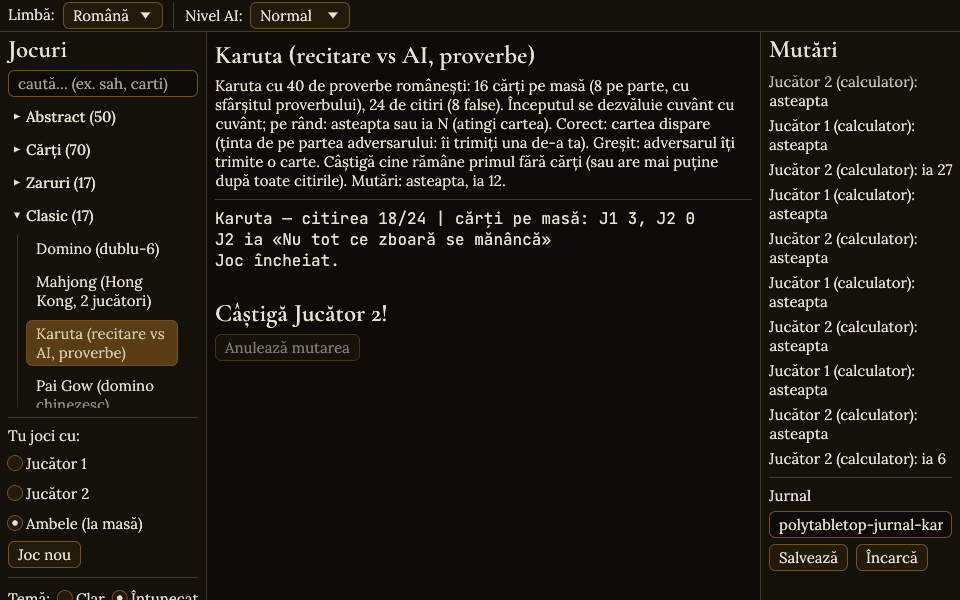 Limbă: Română ▼ Nivel AI: Normal ▼
Jocuri
caută... (ex. sah, carti)
▸ Abstract (50)
▸ Cărți (70)
▸ Zaruri (17)
▾ Clasic (17)
Domino (dublu-6)
Mahjong (Hong
Kong, 2 jucători)
Karuta (recitare vs
AI, proverbe)
Pai Gow (domino
chinezesc)
Tu joci cu:
Jucător 1
Jucător 2
Ambele (la masă)
Joc nou
Temă: Clar Întunecat
Karuta (recitare vs AI, proverbe)
Karuta cu 40 de proverbe românești: 16 cărți pe masă (8 pe parte, cu
sfârșitul proverbului), 24 de citiri (8 false). Începutul se dezvăluie cuvânt cu
cuvânt; pe rând: asteapta sau ia N (atingi cartea). Corect: cartea dispare
(ținta de pe partea adversarului: îi trimiți una de-a ta). Greșit: adversarul îți
trimite o carte. Câștigă cine rămâne primul fără cărți (sau are mai puține
după toate citirile). Mutări: asteapta, ia 12.
Karuta — citirea 18/24 | cărți pe masă: J1 3, J2 0
J2 ia «Nu tot ce zboară se mănâncă»
Joc încheiat.
Câștigă Jucător 2!
Anulează mutarea
Mutări
Jucător 2 (calculator):
asteapta
Jucător 1 (calculator):
asteapta
Jucător 2 (calculator): ia 27
Jucător 1 (calculator):
asteapta
Jucător 2 (calculator):
asteapta
Jucător 1 (calculator):
asteapta
Jucător 2 (calculator):
asteapta
Jucător 1 (calculator):
asteapta
Jucător 2 (calculator):
asteapta
Jucător 2 (calculator): ia 6
Jurnal
polytabletop-jurnal-kar
Salvează Încarcă